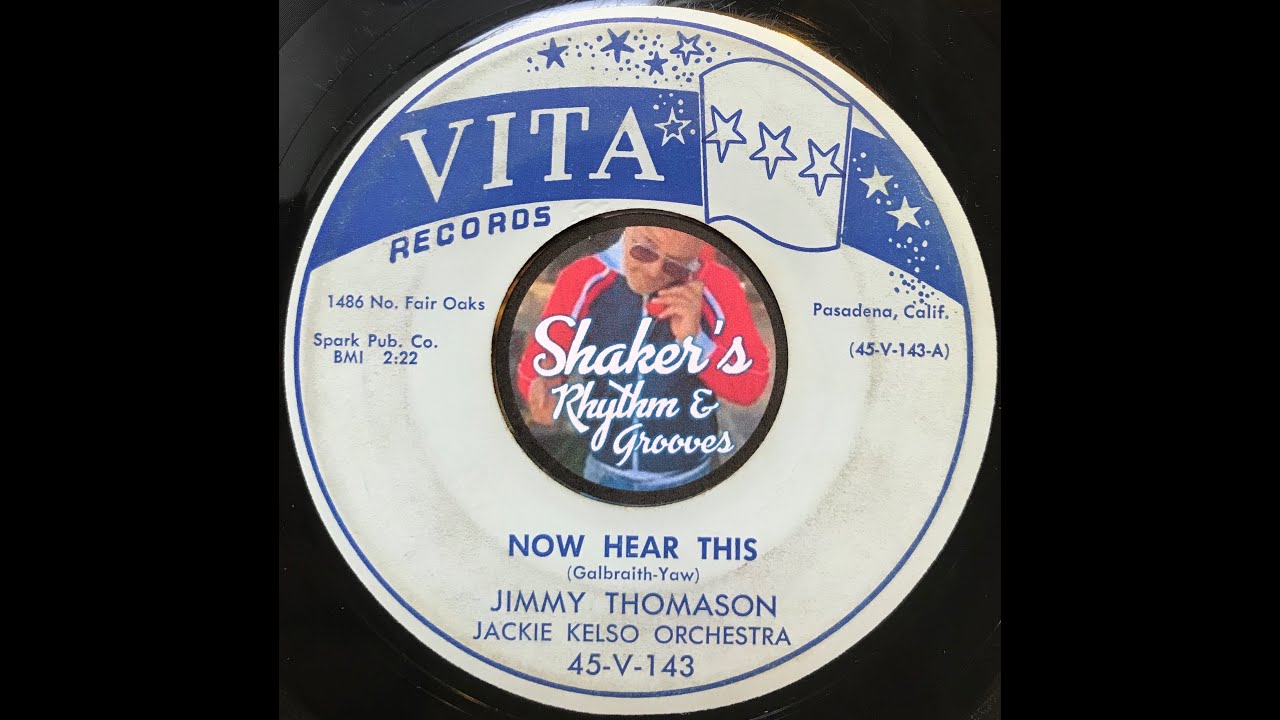 VITA
RECORDS
1486 No. Fair Oaks
Pasadena, Calif.
Spark Pub. Co.
BMI 2:22
(45-V-143-A)
Shaker's
Rhythm &
Grooves
NOW HEAR THIS
(Galbraith-Yaw)
JIMMY THOMASON
JACKIE KELSO ORCHESTRA
45-V-143